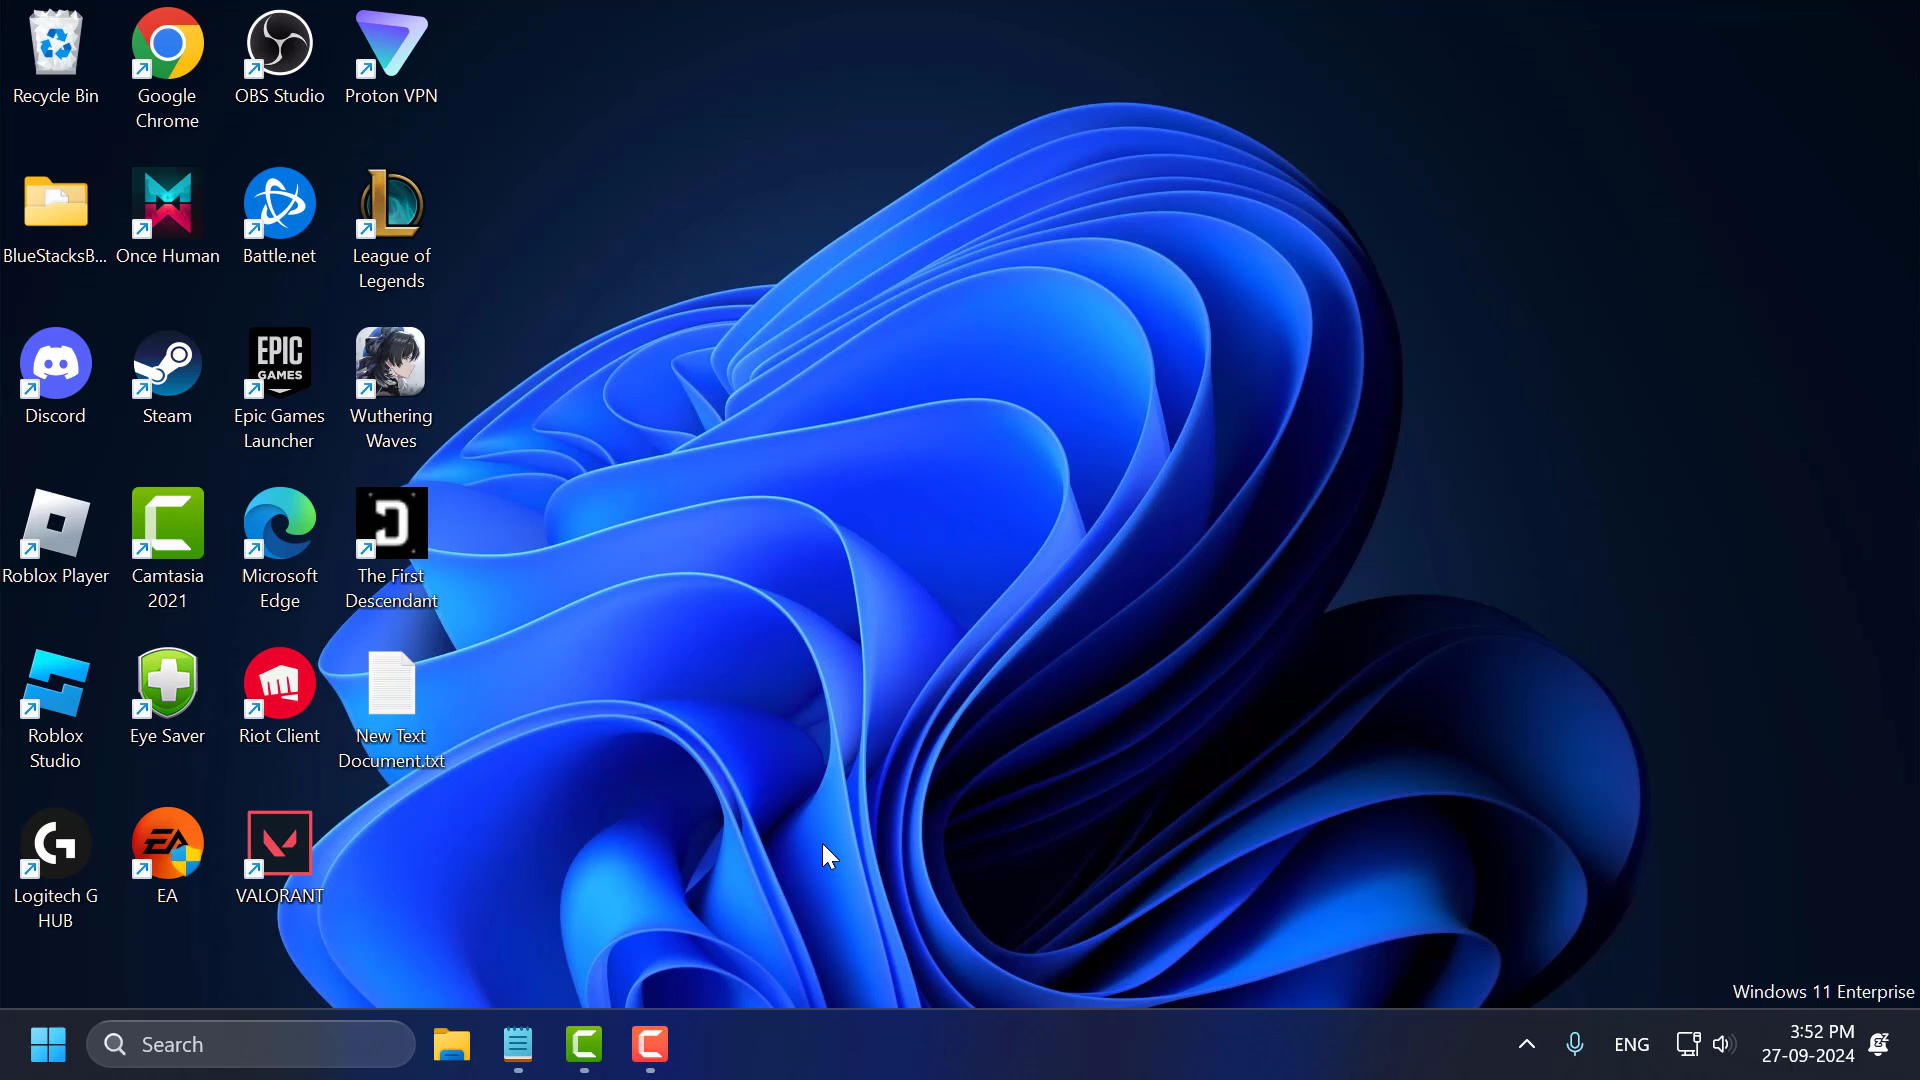 Recycle Bin
Google
Chrome
OBS Studio
Proton VPN
BlueStacksB...
Once Human
Battle.net
League of
Legends
Discord
Steam
EPIC
GAMES
Epic Games
Launcher
Wuthering
Waves
Roblox Player
Camtasia
2021
Microsoft
Edge
The First
Descendant
Roblox
Studio
Eye Saver
Riot Client
New Text
Document.txt
Logitech G
HUB
EA
EA
VALORANT
Windows 11 Enterprise
Search
ENG
3:52 PM
27-09-2024